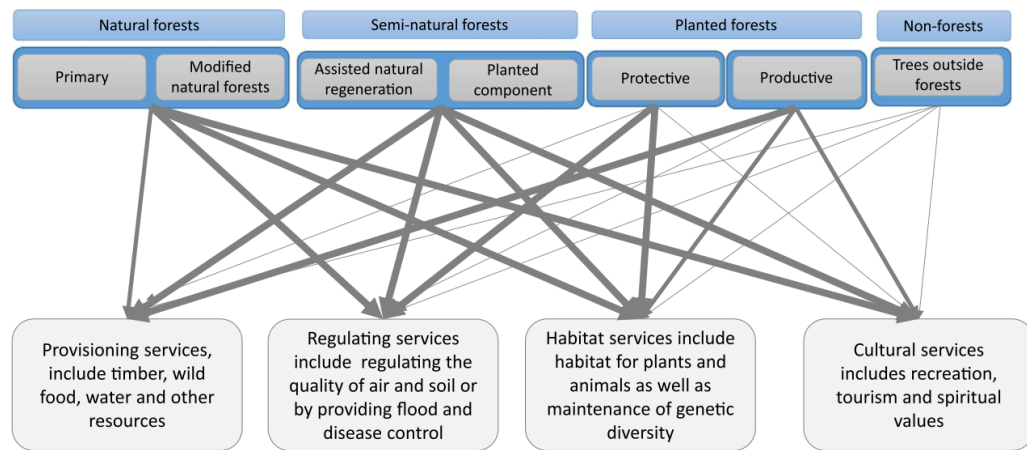 Natural forests
Semi-natural forests
Planted forests
Non-forests
Primary
Modified
natural forests
Assisted natural
regeneration
Planted
component
Protective
Productive
Trees outside
forests
Provisioning services,
include timber, wild
food, water and other
resources
Regulating services
include regulating the
quality of air and soil or
by providing flood and
disease control
Habitat services include
habitat for plants and
animals as well as
maintenance of genetic
diversity
Cultural services
includes recreation,
tourism and spiritual
values